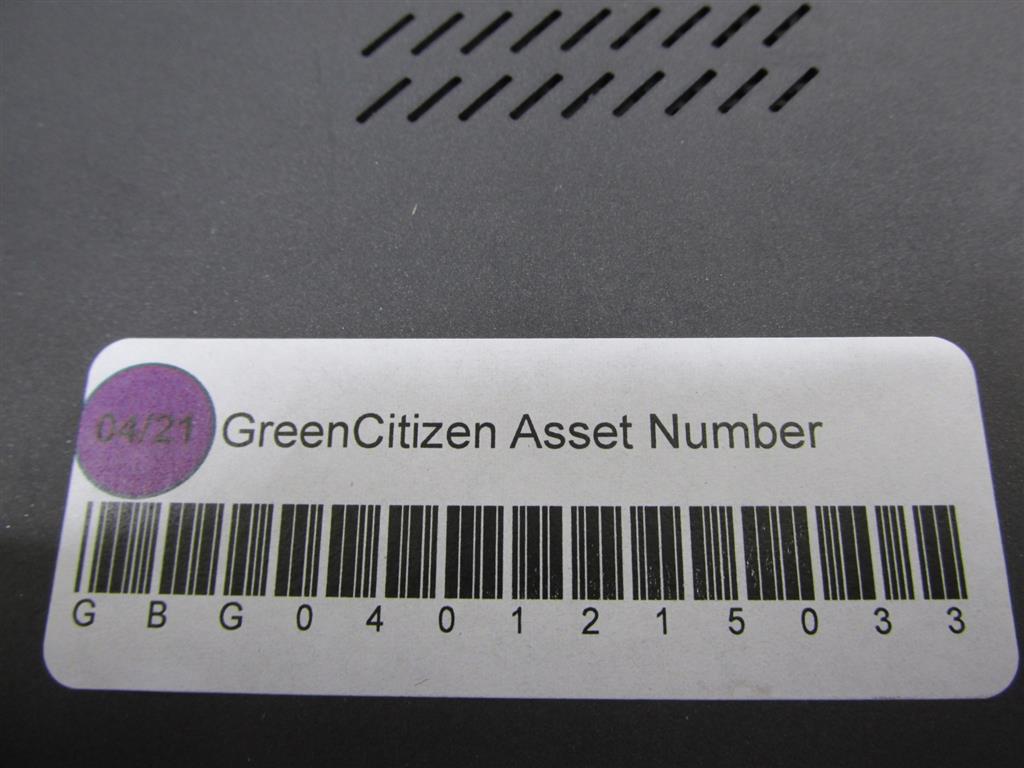 04/21 GreenCitizen Asset Number
G B G 0 4 0 1 2 1 5 0 3 3